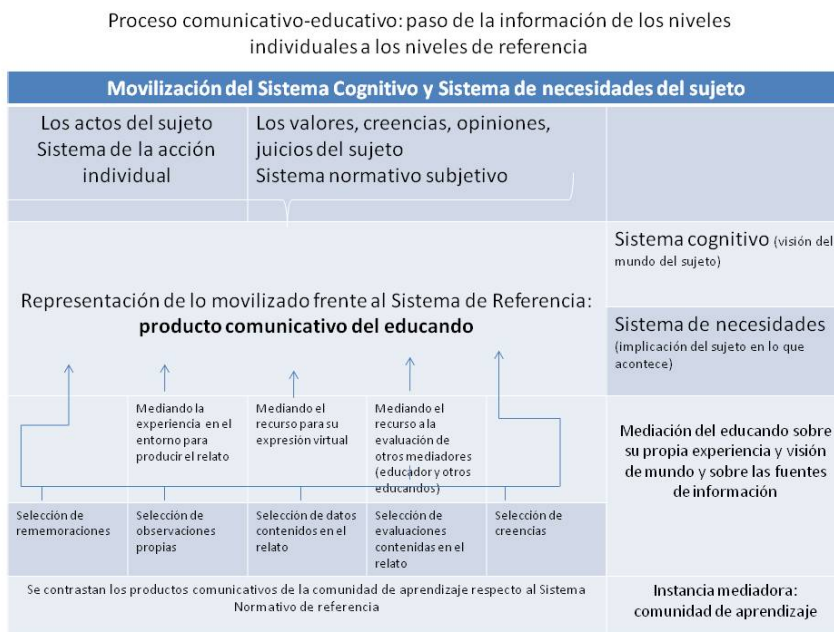 Proceso comunicativo-educativo: paso de la información de los niveles
individuales a los niveles de referencia
Movilización del Sistema Cognitivo y Sistema de necesidades del sujeto
Los actos del sujeto
Sistema de la acción
individual
Los valores, creencias, opiniones,
juicios del sujeto
Sistema normativo subjetivo
Sistema cognitivo (visión del
mundo del sujeto)
Representación de lo movilizado frente al Sistema de Referencia:
producto comunicativo del educando
Sistema de necesidades
(implicación del sujeto en lo que
acontece)
Mediando la
experiencia en el
entorno para
producir el relato
Mediando el
recurso para su
expresión virtual
Mediando el
recurso a la
evaluación de
otros mediadores
(educador y otros
educandos)
Mediación del educando sobre
su propia experiencia y visión
de mundo y sobre las fuentes
de información
Selección de
rememoraciones
Selección de
observaciones
propias
Selección de datos
contenidos en el
relato
Selección de
evaluaciones
contenidas en el
relato
Selección de
creencias
Se contrastan los productos comunicativos de la comunidad de aprendizaje respecto al Sistema
Normativo de referencia
Instancia mediadora:
comunidad de aprendizaje